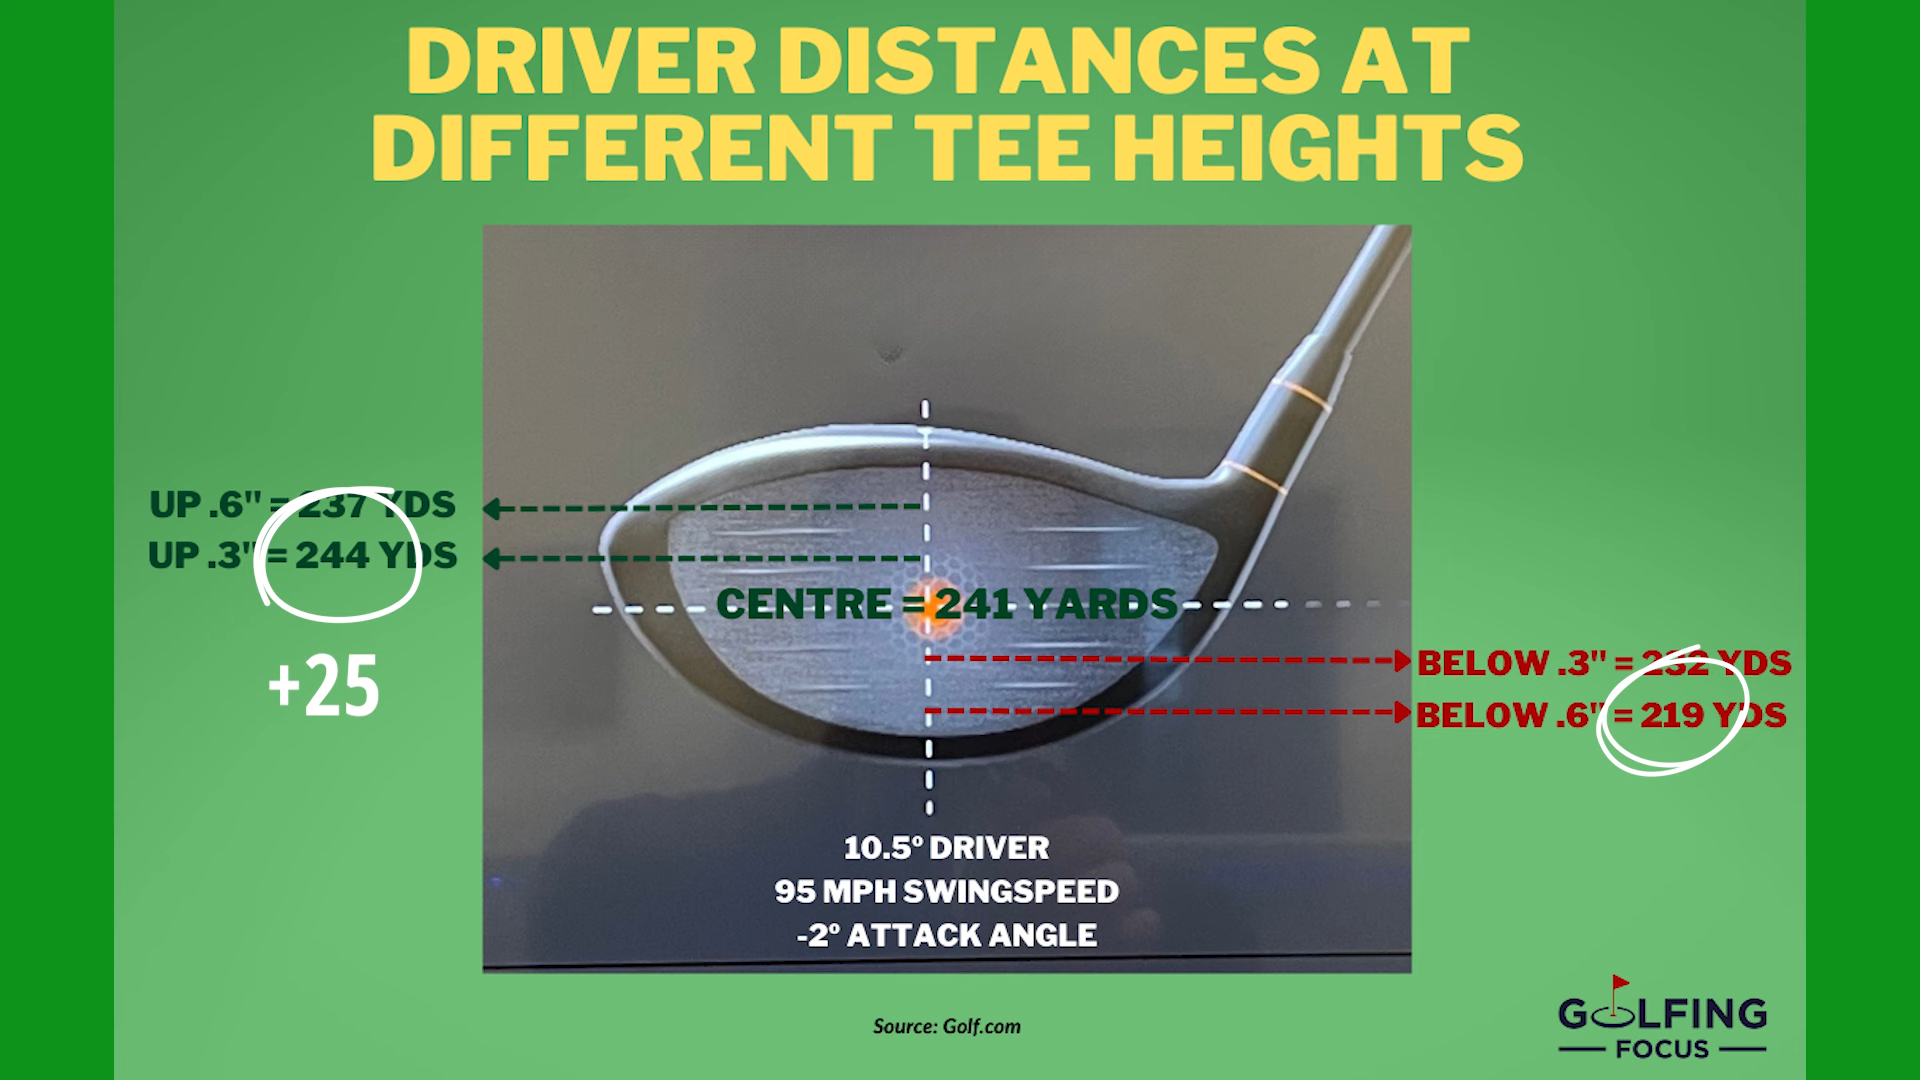 DRIVER DISTANCES AT
DIFFERENT TEE HEIGHTS
UP .6" = 237 YDS
UP .3" = 244 YDS
+25
CENTRE = 241 YARDS
BELOW .3" = 232 YDS
BELOW .6" = 219 YDS
10.5º DRIVER
95 MPH SWINGSPEED
-2º ATTACK ANGLE
Source: Golf.com
GOLFING
FOCUS